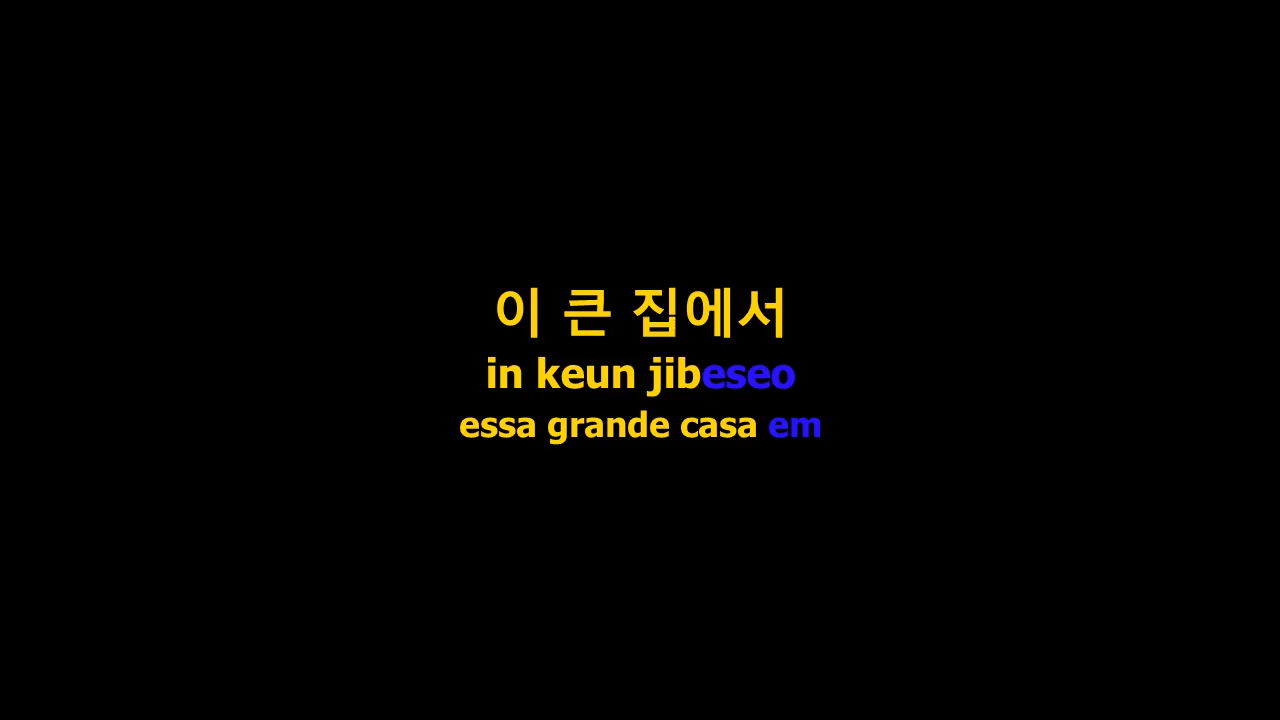 이 큰 집에서
in keun jibeseo
essa grande casa em